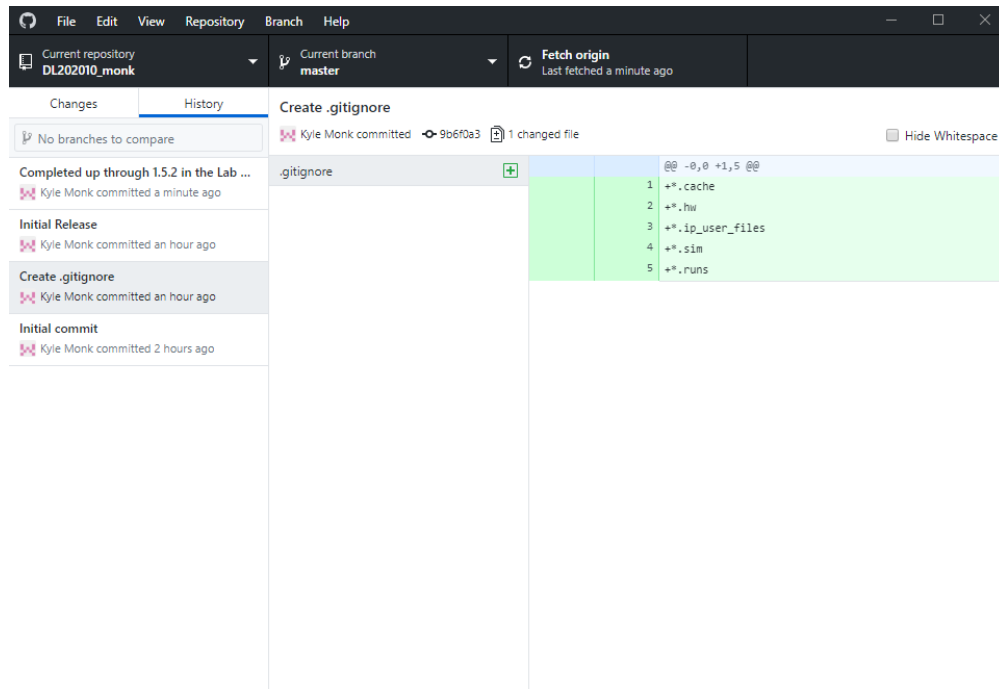 File Edit View Repository Branch Help
Current repository
DL202010_monk
Current branch
master
Fetch origin
Last fetched a minute ago
Changes History
No branches to compare
Completed up through 1.5.2 in the Lab ...
Kyle Monk committed a minute ago
Initial Release
Kyle Monk committed an hour ago
Create .gitignore
Kyle Monk committed an hour ago
Initial commit
Kyle Monk committed 2 hours ago
Create .gitignore
Kyle Monk committed 9b6f0a3 1 changed file
Hide Whitespace
.gitignore
@@ -0,0 +1,5 @@
1 +*.cache
2 +*.hw
3 +*.ip_user_files
4 +*.sim
5 +*.runs